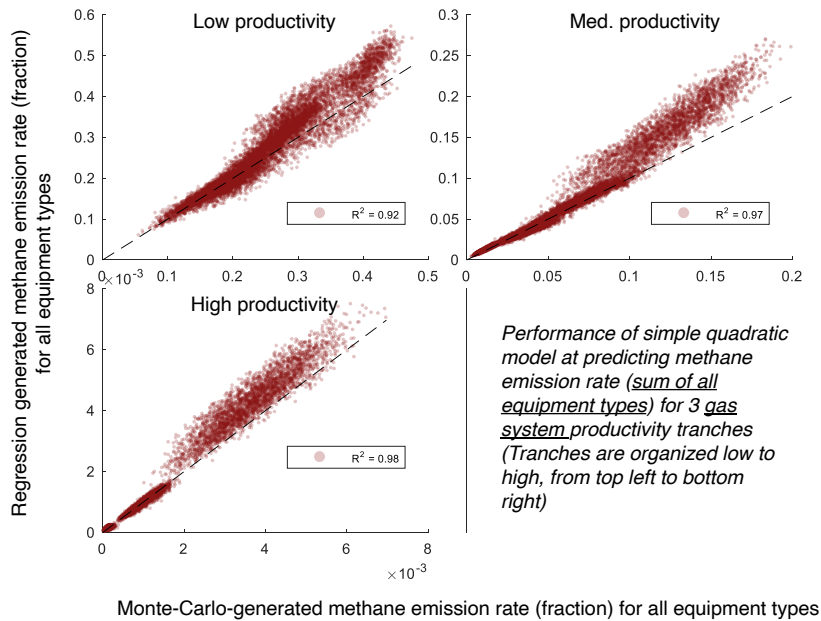 Low productivity
Med. productivity
0.6
0.5
0.4
0.3
0.2
0.1
0
R² = 0.92
0.1
0.2
0.3
0.4
0.5
0.3
0.25
0.2
0.15
0.1
0.05
0
R² = 0.97
0.05
0.1
0.15
0.2
×10⁻³
High productivity
8
6
4
2
0
R² = 0.98
0
2
4
6
8
×10⁻³
Performance of simple quadratic
model at predicting methane
emission rate (sum of all
equipment types) for 3 gas
system productivity tranches
(Tranches are organized low to
high, from top left to bottom
right)
Regression generated methane emission rate (fraction)
for all equipment types
Monte-Carlo-generated methane emission rate (fraction) for all equipment types